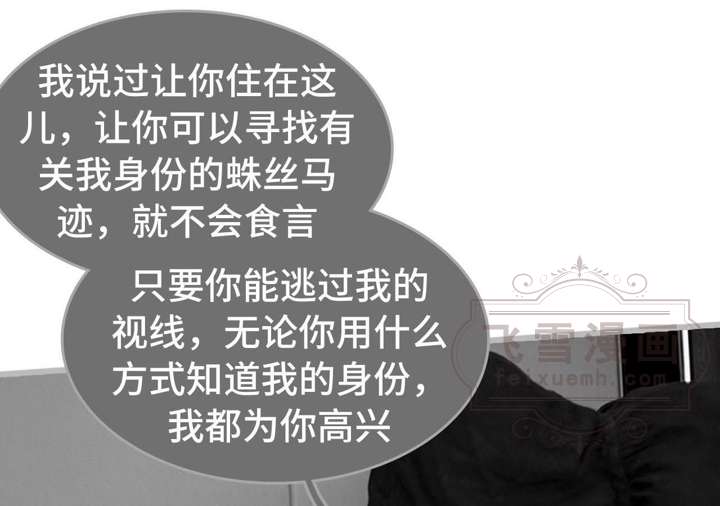 我说过让你住在这
儿，让你可以寻找有
关我身份的蛛丝马
迹，就不会食言
只要你能逃过我的
视线，无论你用什么
方式知道我的身份，
我都为你高兴
飞雪漫画
feixuemh.com